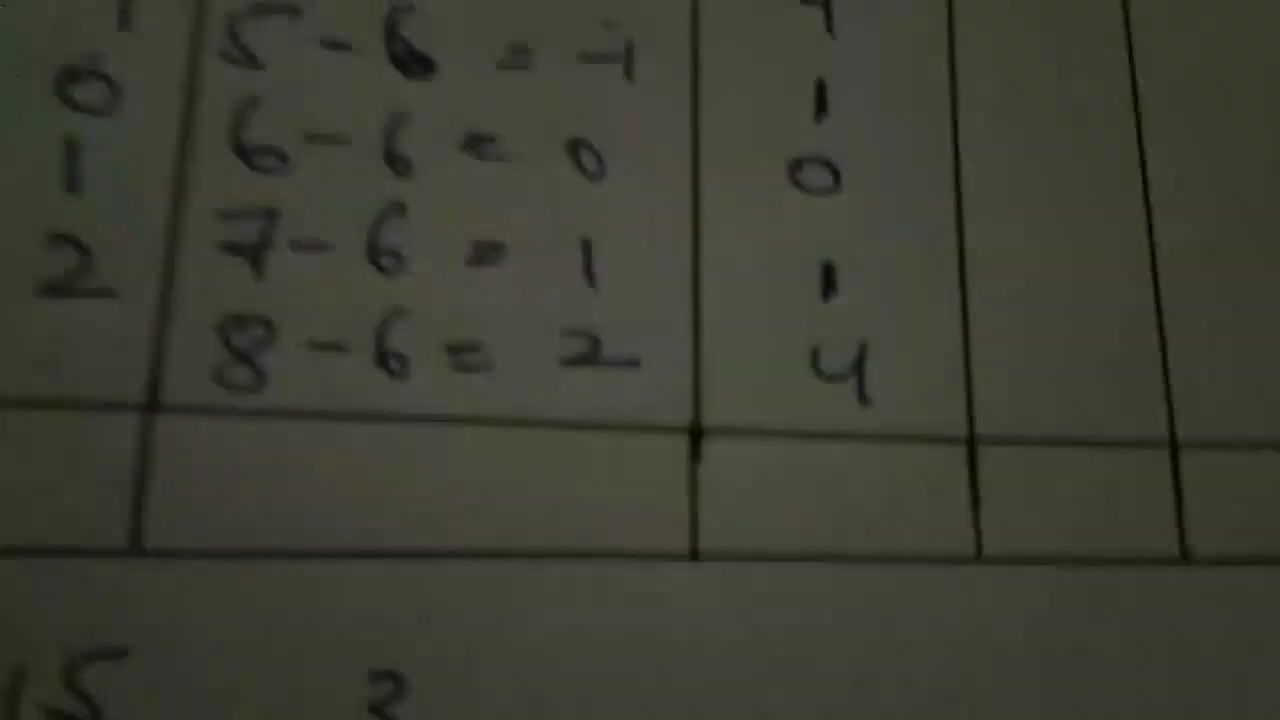 5 - 6 = -1
0 6 - 6 = 0 1
1 7 - 6 = 1 0
2 8 - 6 = 2 1
4
15 2